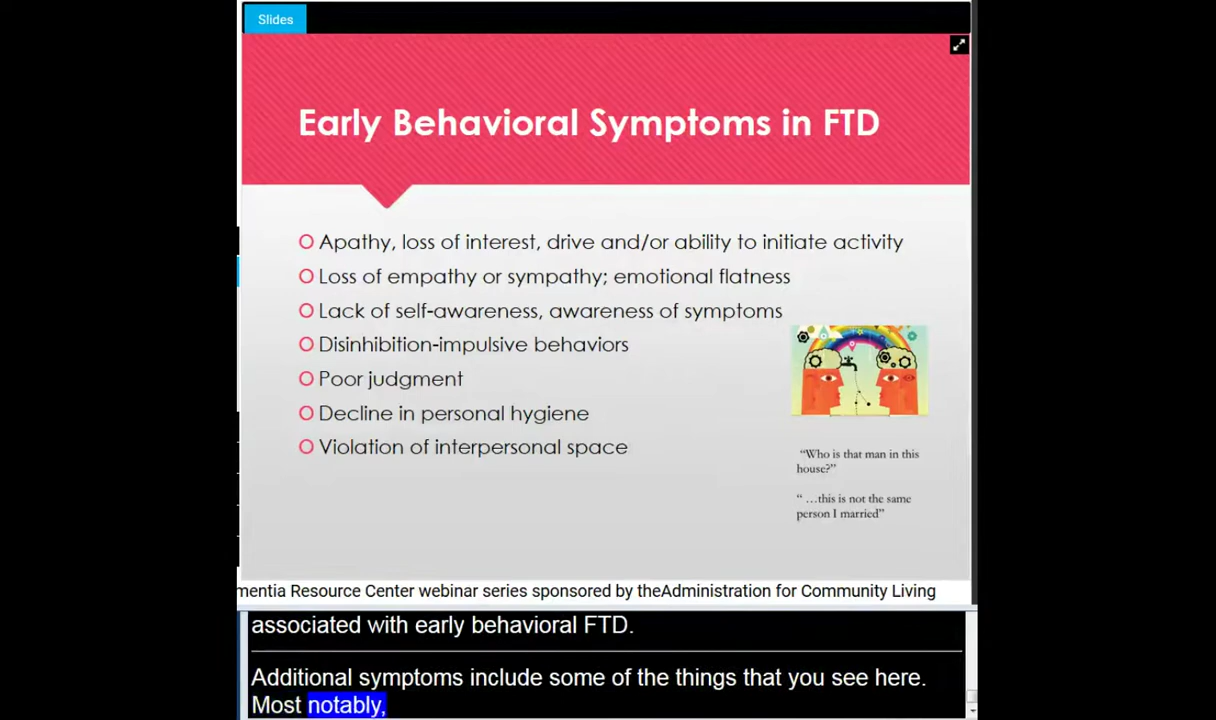 Slides
Early Behavioral Symptoms in FTD
Apathy, loss of interest, drive and/or ability to initiate activity
Loss of empathy or sympathy; emotional flatness
Lack of self-awareness, awareness of symptoms
Disinhibition-impulsive behaviors
Poor judgment
Decline in personal hygiene
Violation of interpersonal space
“Who is that man in this
house?”
“ …this is not the same
person I married”
mentia Resource Center webinar series sponsored by theAdministration for Community Living
associated with early behavioral FTD.
Additional symptoms include some of the things that you see here.
Most notably,